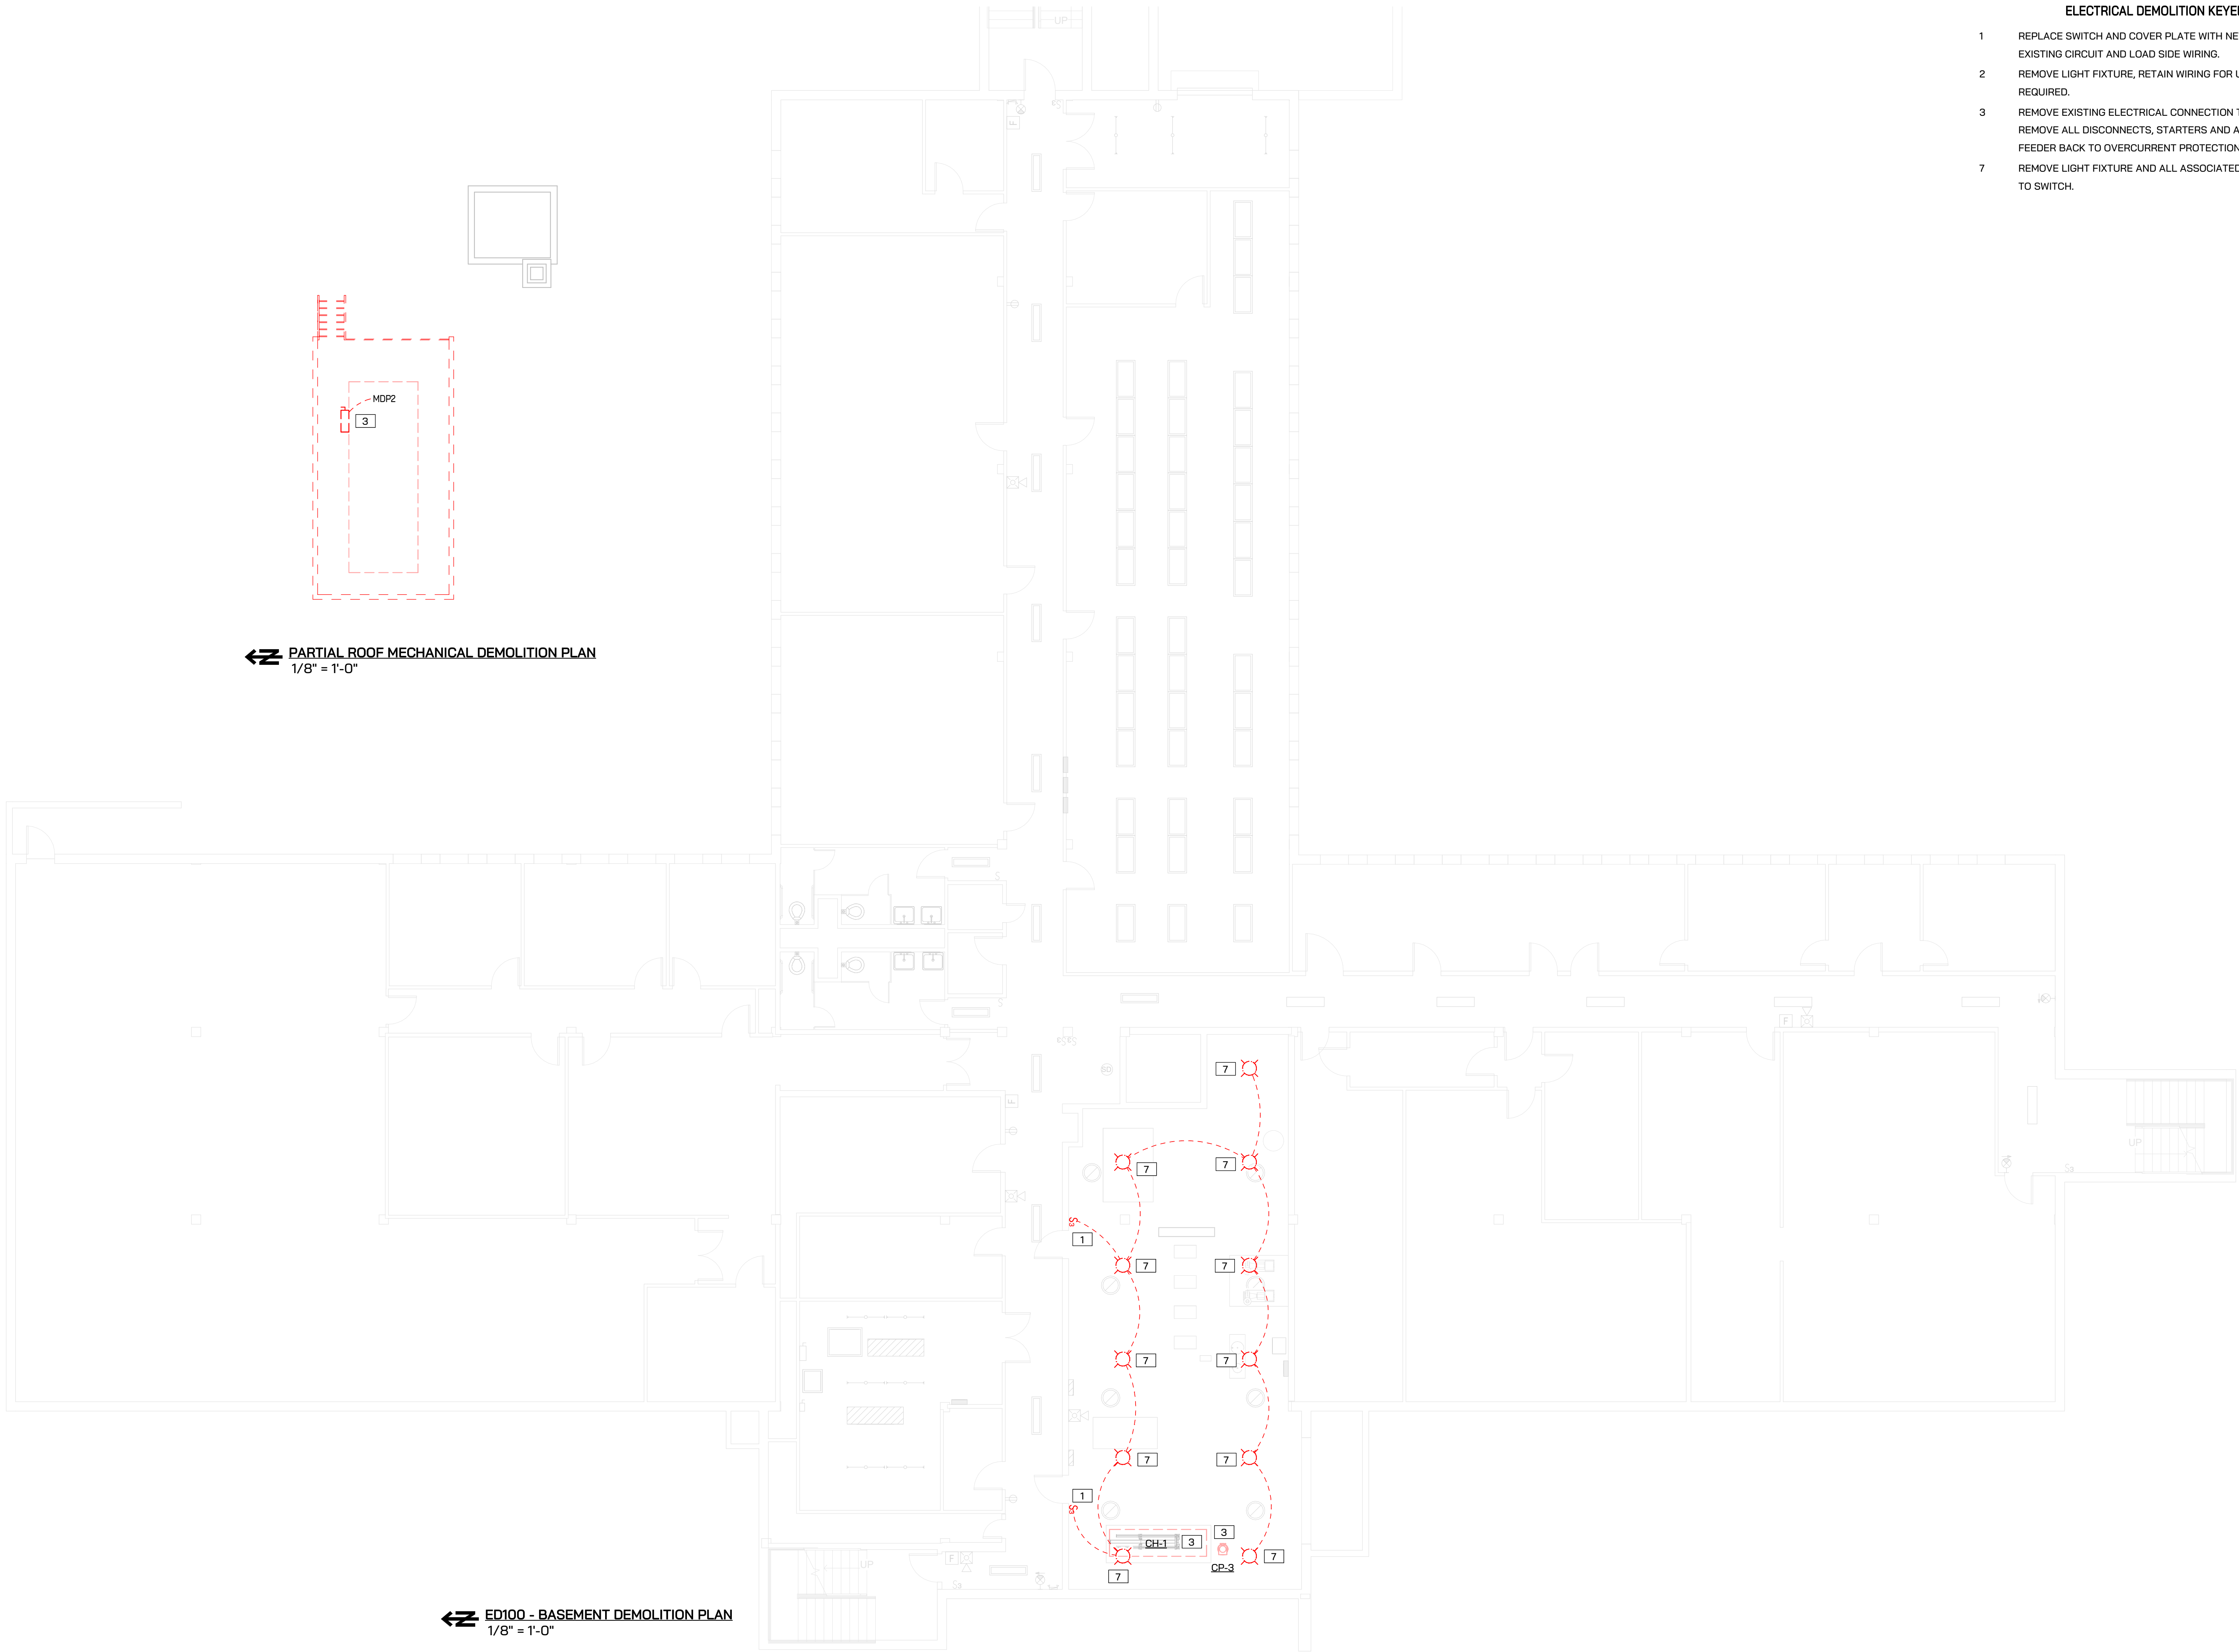 ELECTRICAL DEMOLITION KEYE
1 REPLACE SWITCH AND COVER PLATE WITH NE
EXISTING CIRCUIT AND LOAD SIDE WIRING.
2 REMOVE LIGHT FIXTURE, RETAIN WIRING FOR U
REQUIRED.
3 REMOVE EXISTING ELECTRICAL CONNECTION T
REMOVE ALL DISCONNECTS, STARTERS AND A
FEEDER BACK TO OVERCURRENT PROTECTION
7 REMOVE LIGHT FIXTURE AND ALL ASSOCIATED
TO SWITCH.
UP
F
MDP2
3
PARTIAL ROOF MECHANICAL DEMOLITION PLAN
1/8" = 1'-0"
S
S
F
7
F
UP
7
7
S3
S3
1
7
7
7
7
7
7
1
S3
3
CH-1
3
7
CP-3
7
F
UP
S3
ED100 - BASEMENT DEMOLITION PLAN
1/8" = 1'-0"